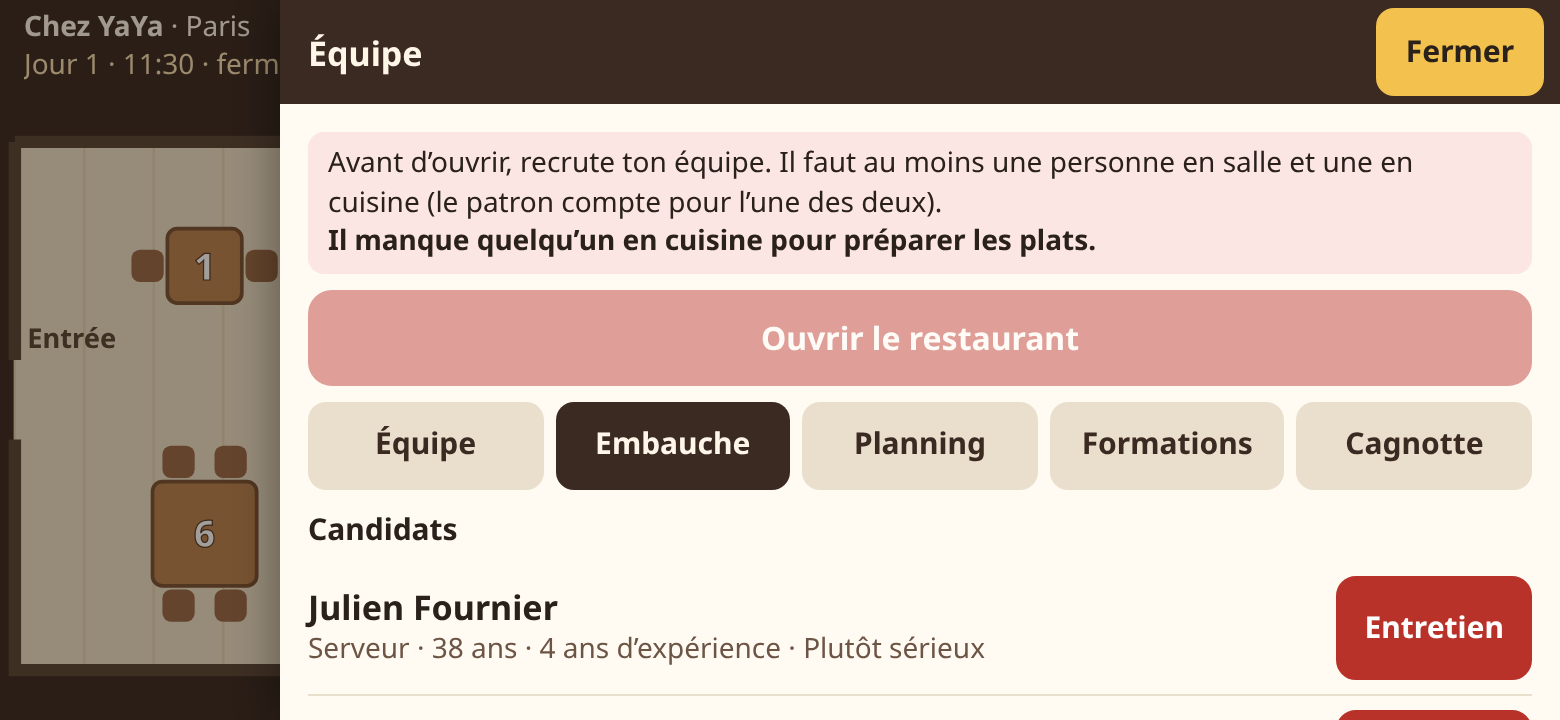 Chez YaYa · Paris
Jour 1 · 11:30 · ferm
Équipe
Fermer
Avant d’ouvrir, recrute ton équipe. Il faut au moins une personne en salle et une en
cuisine (le patron compte pour l’une des deux).
Il manque quelqu’un en cuisine pour préparer les plats.
Ouvrir le restaurant
Équipe
Embauche
Planning
Formations
Cagnotte
Candidats
Julien Fournier
Serveur · 38 ans · 4 ans d’expérience · Plutôt sérieux
Entretien
1
Entrée
6